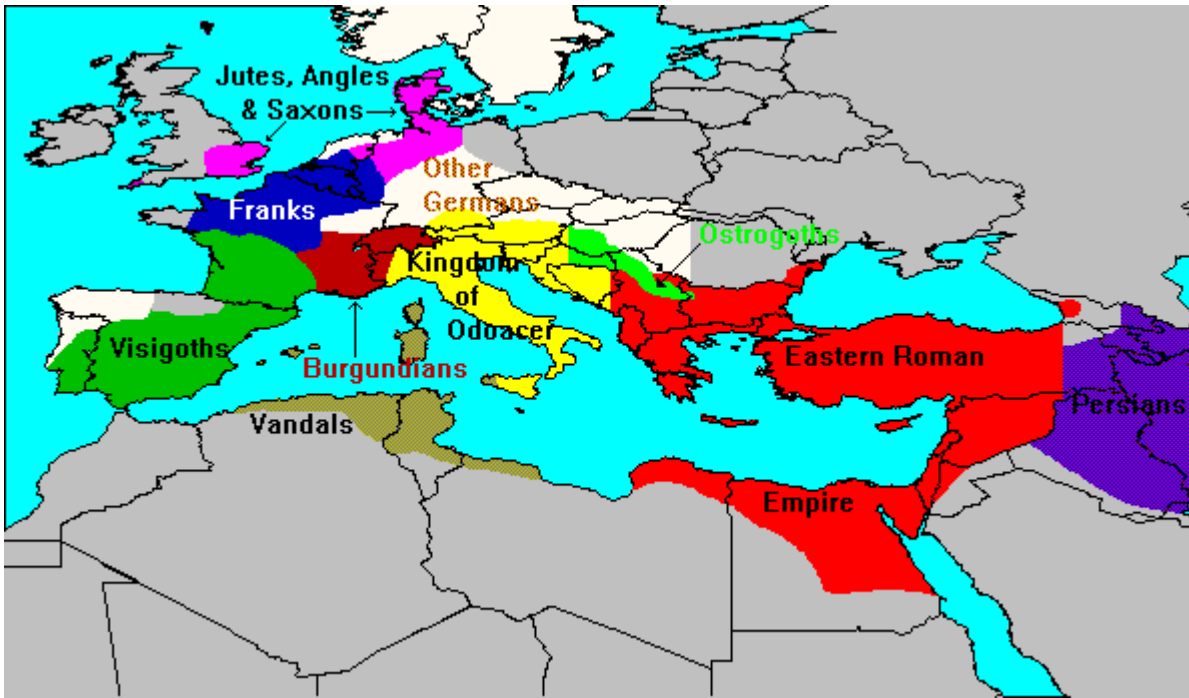 Jutes, Angles
& Saxons
Other
Germans
Franks
Ostrogoths
Kingdom
of
Odoacer
Visigoths
Burgundians
Eastern Roman
Persians
Vandals
Empire